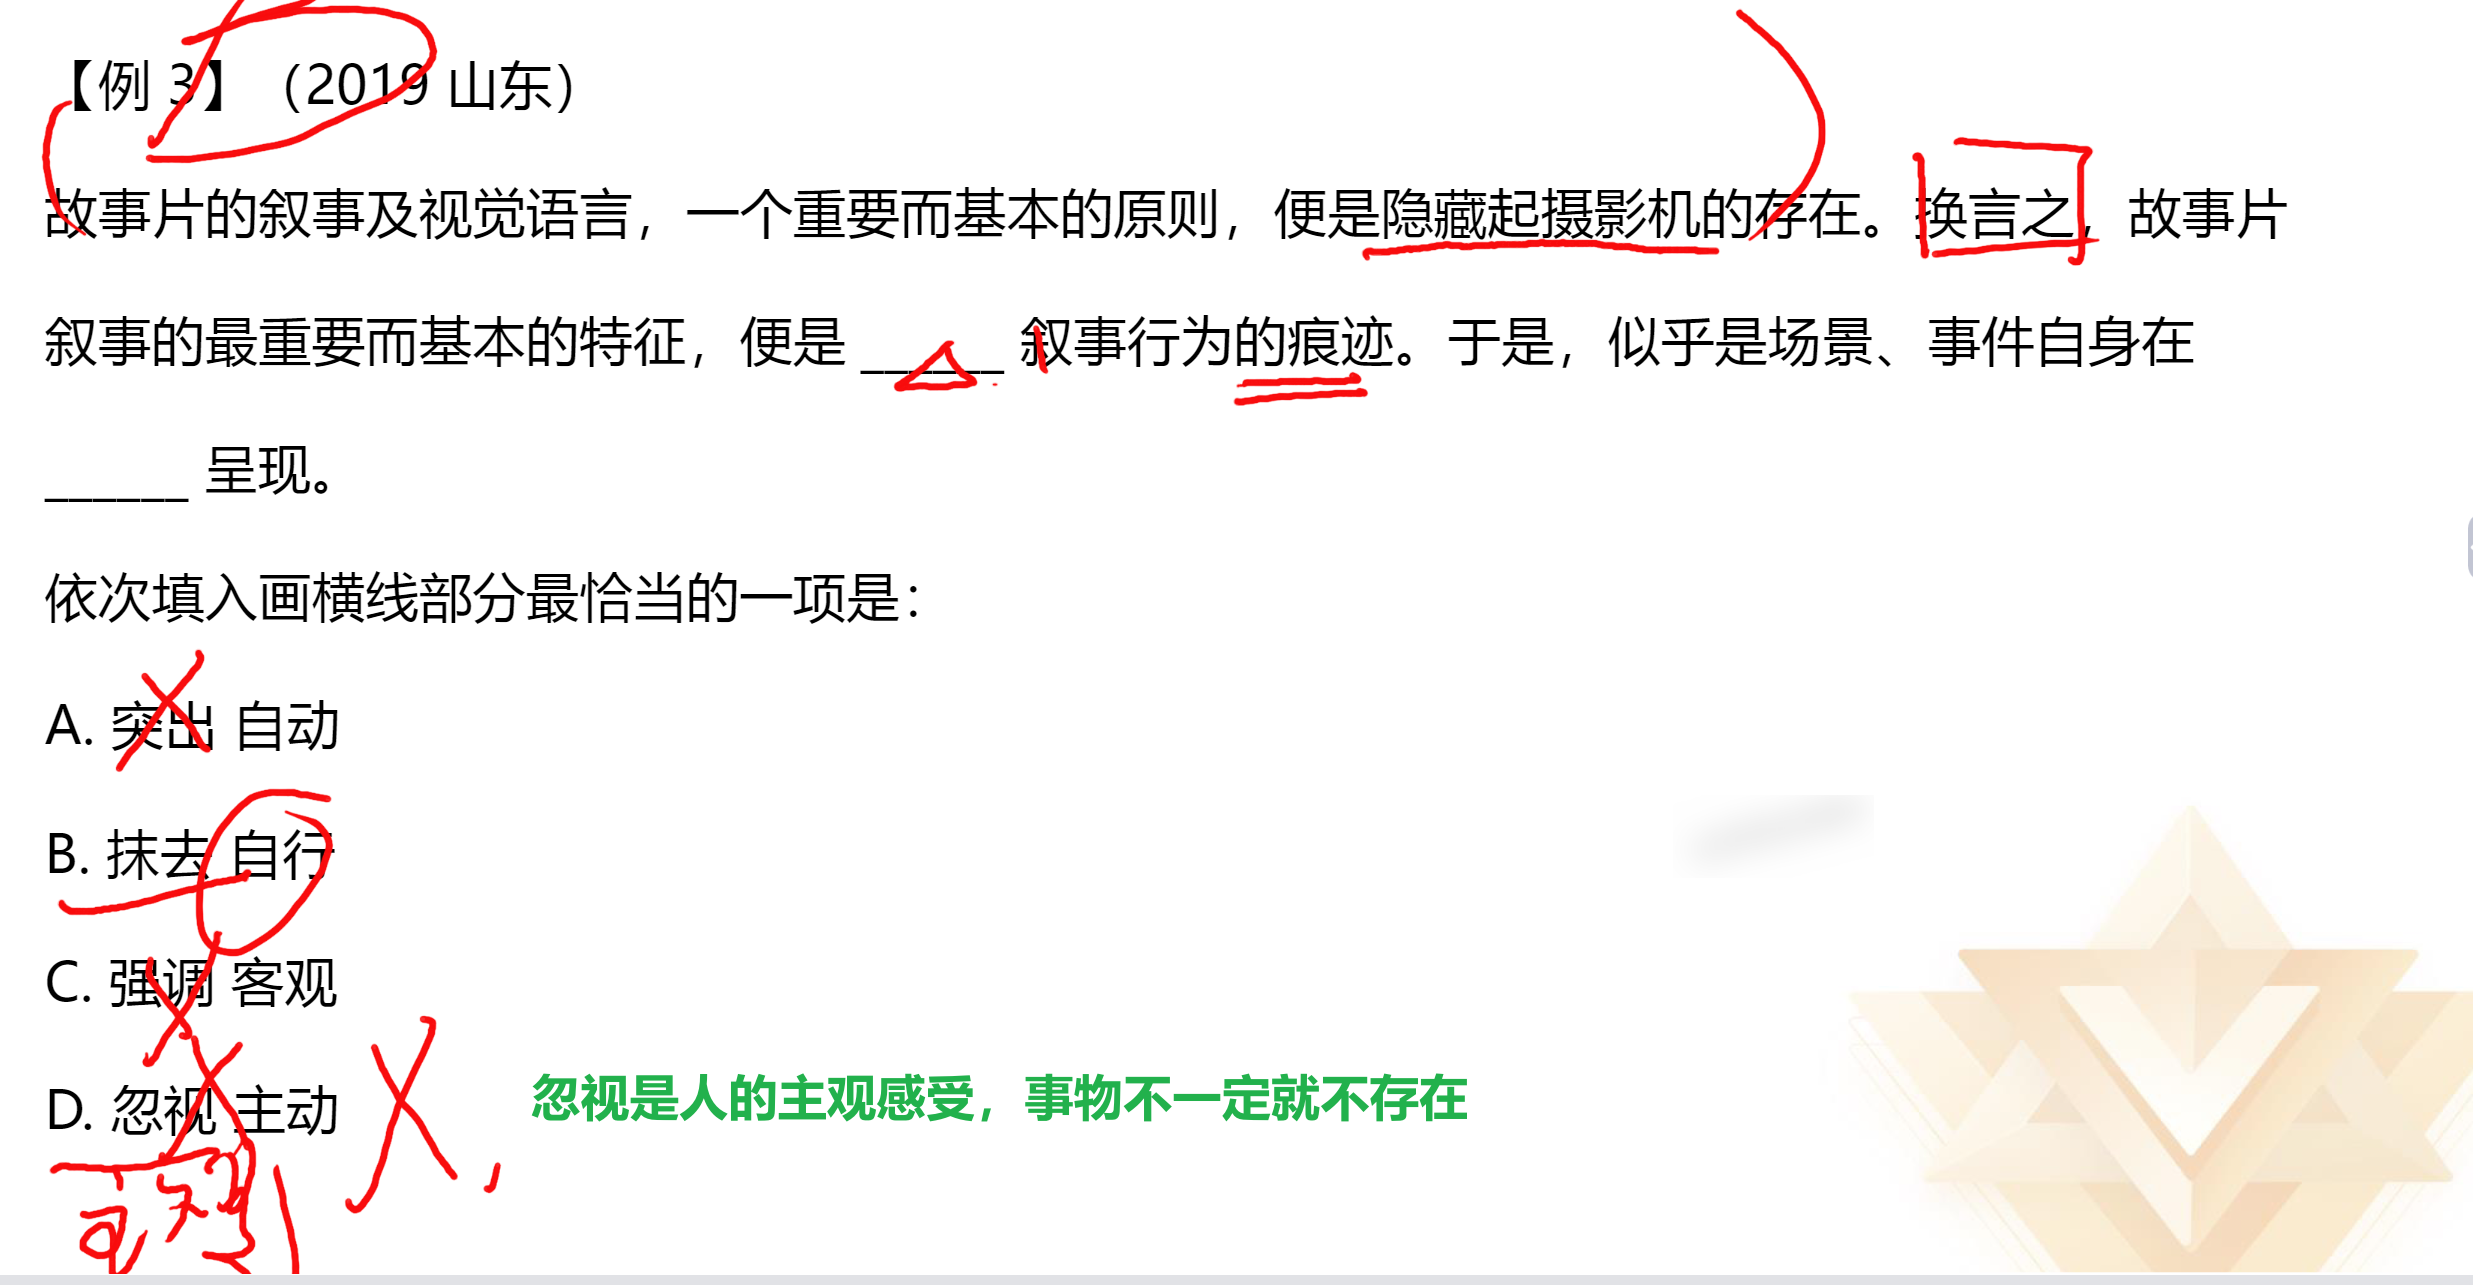 【例 3】（2019 山东）
故事片的叙事及视觉语言，一个重要而基本的原则，便是隐藏起摄影机的存在。换言之，故事片
叙事的最重要而基本的特征，便是 ______ 叙事行为的痕迹。于是，似乎是场景、事件自身在
______ 呈现。
依次填入画横线部分最恰当的一项是：
A. 突出 自动
B. 抹去 自行
C. 强调 客观
D. 忽视 主动
忽视是人的主观感受，事物不一定就不存在